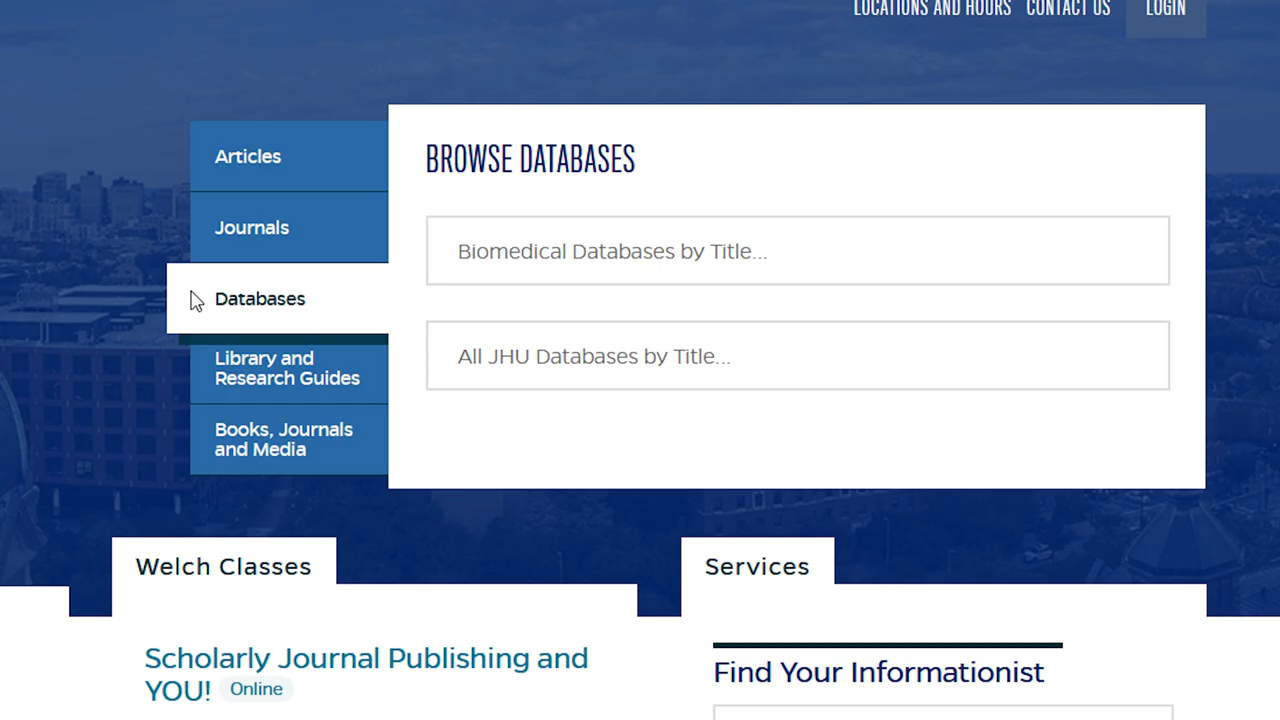 LOCATIONS AND HOURS CONTACT US LOGIN
Articles
Journals
Databases
Library and
Research Guides
Books, Journals
and Media
BROWSE DATABASES
Biomedical Databases by Title...
All JHU Databases by Title...
Welch Classes
Scholarly Journal Publishing and
YOU! Online
Services
Find Your Informationist